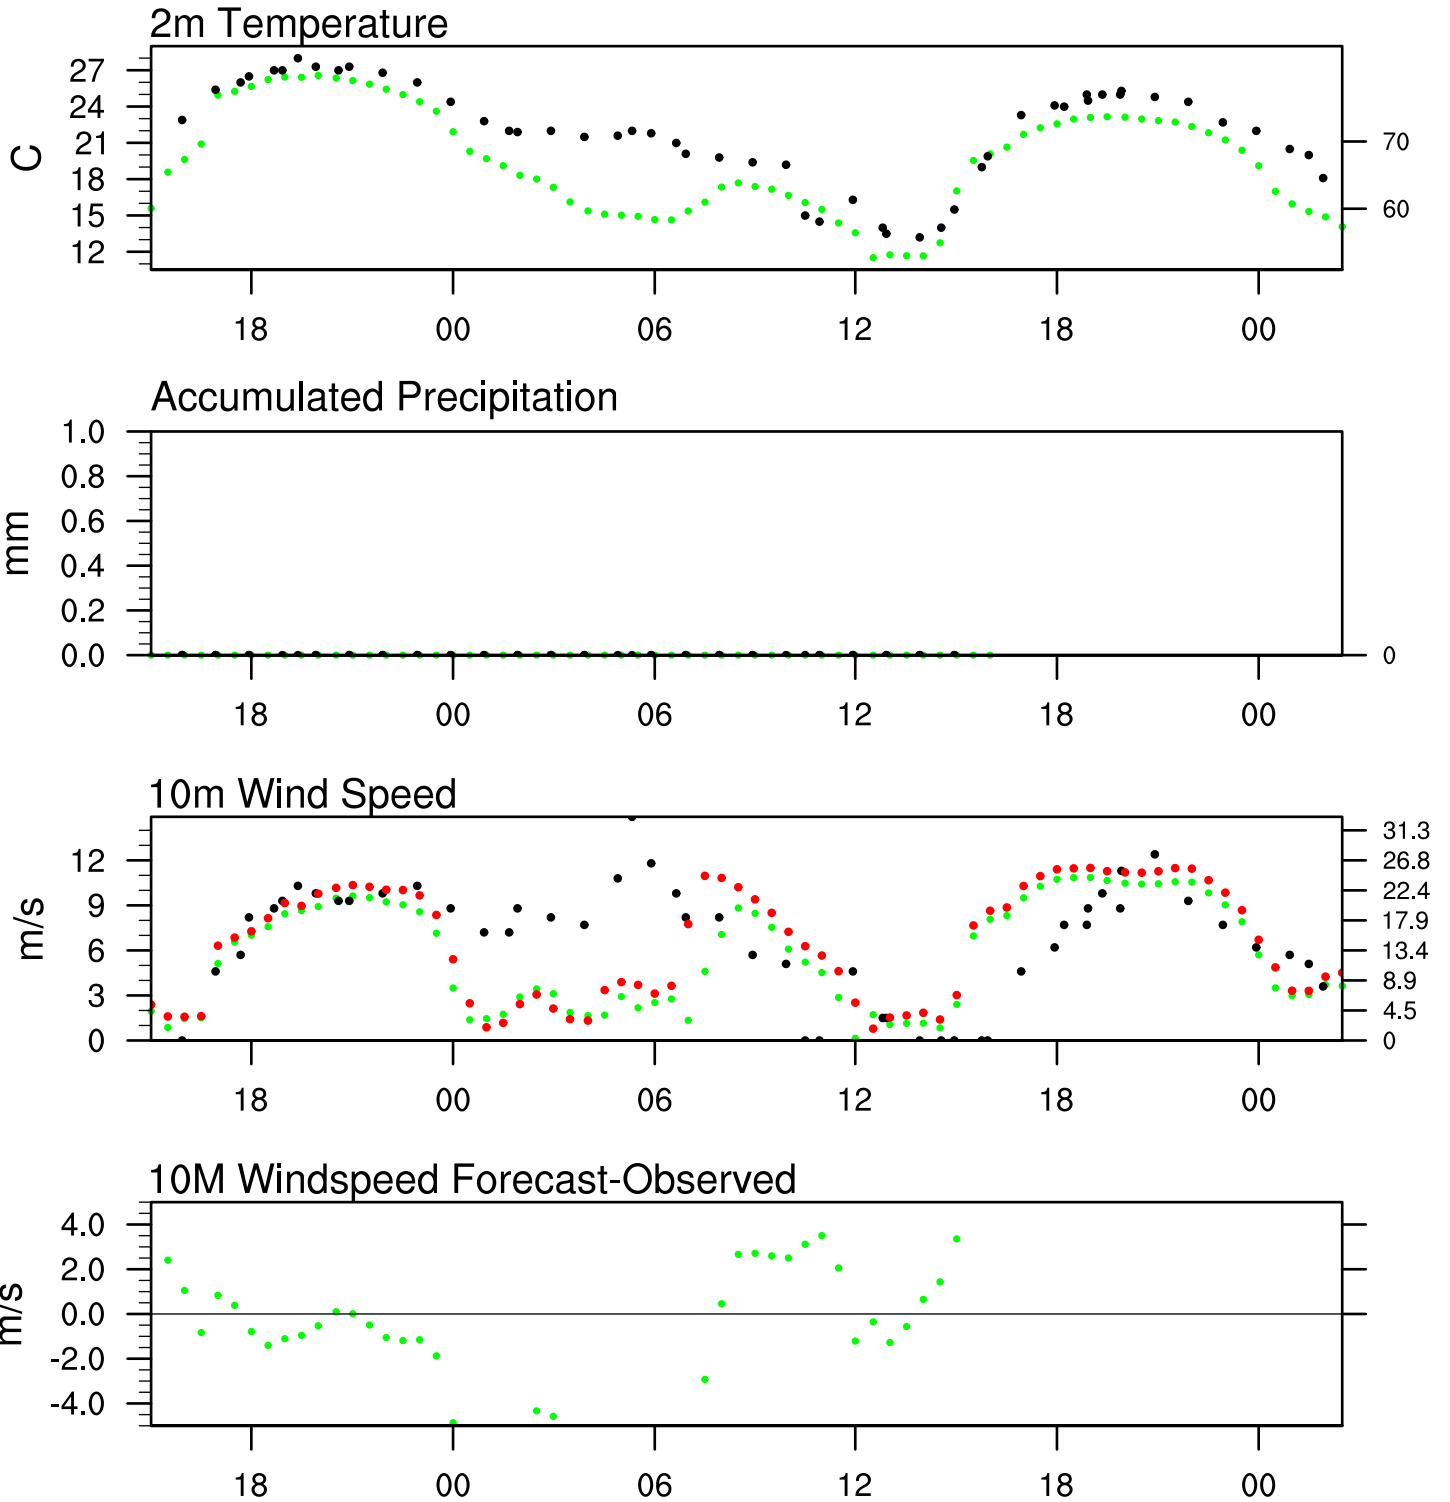 2m Temperature
27
24
21
18
15
12
C
70
60
18 00 06 12 18 00
Accumulated Precipitation
1.0
0.8
0.6
0.4
0.2
0.0
mm
0
18 00 06 12 18 00
10m Wind Speed
12
9
6
3
0
m/s
31.3
26.8
22.4
17.9
13.4
8.9
4.5
0
18 00 06 12 18 00
10M Windspeed Forecast-Observed
4.0
2.0
0.0
-2.0
-4.0
m/s
18 00 06 12 18 00